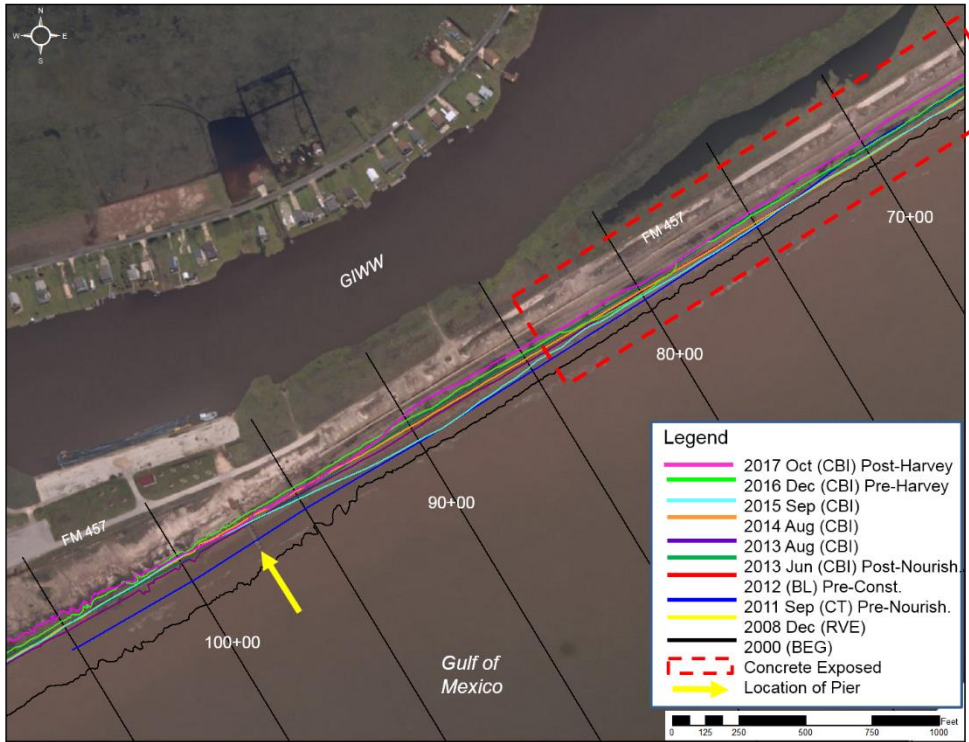 N
W E
S
GIWW
FM 457
70+00
80+00
90+00
FM 457
100+00
Gulf of
Mexico
Legend
2017 Oct (CBI) Post-Harvey
2016 Dec (CBI) Pre-Harvey
2015 Sep (CBI)
2014 Aug (CBI)
2013 Aug (CBI)
2013 Jun (CBI) Post-Nourish.
2012 (BL) Pre-Const.
2011 Sep (CT) Pre-Nourish.
2008 Dec (RVE)
2000 (BEG)
Concrete Exposed
Location of Pier
Feet
0 125 250 500 750 1000